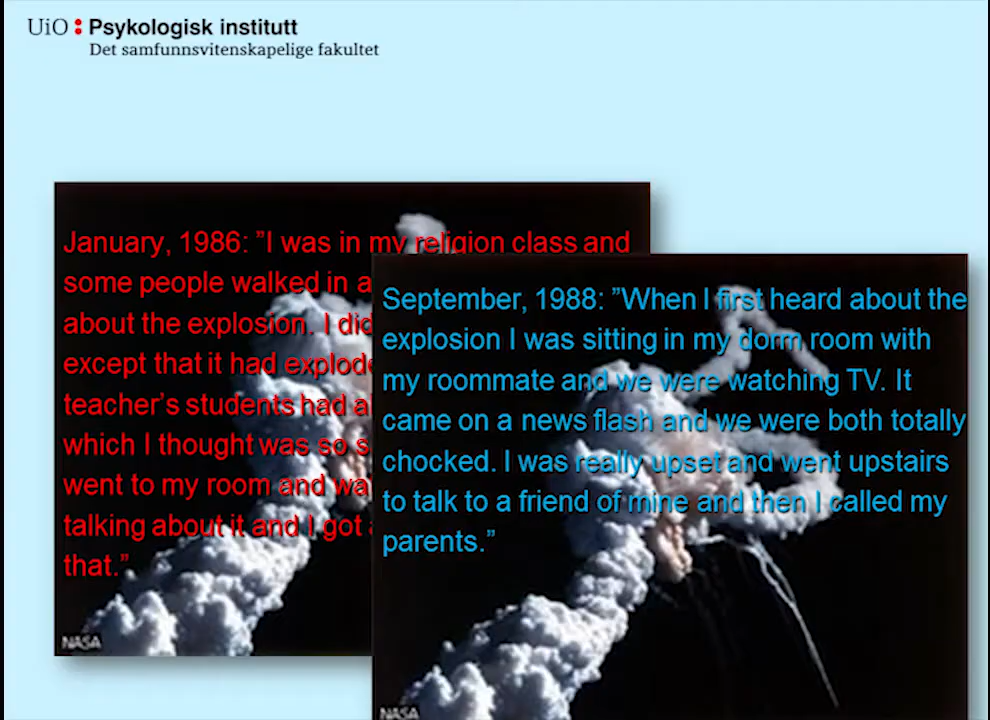 UiO : Psykologisk institutt
Det samfunnsvitenskapelige fakultet
January, 1986: ”I was in my religion class and
some people walked in a
about the explosion. I did
except that it had explode
teacher’s students had a
which I thought was so s
went to my room and wa
talking about it and I got
that.”
NASA
September, 1988: ”When I first heard about the
explosion I was sitting in my dorm room with
my roommate and we were watching TV. It
came on a news flash and we were both totally
chocked. I was really upset and went upstairs
to talk to a friend of mine and then I called my
parents.”
NASA